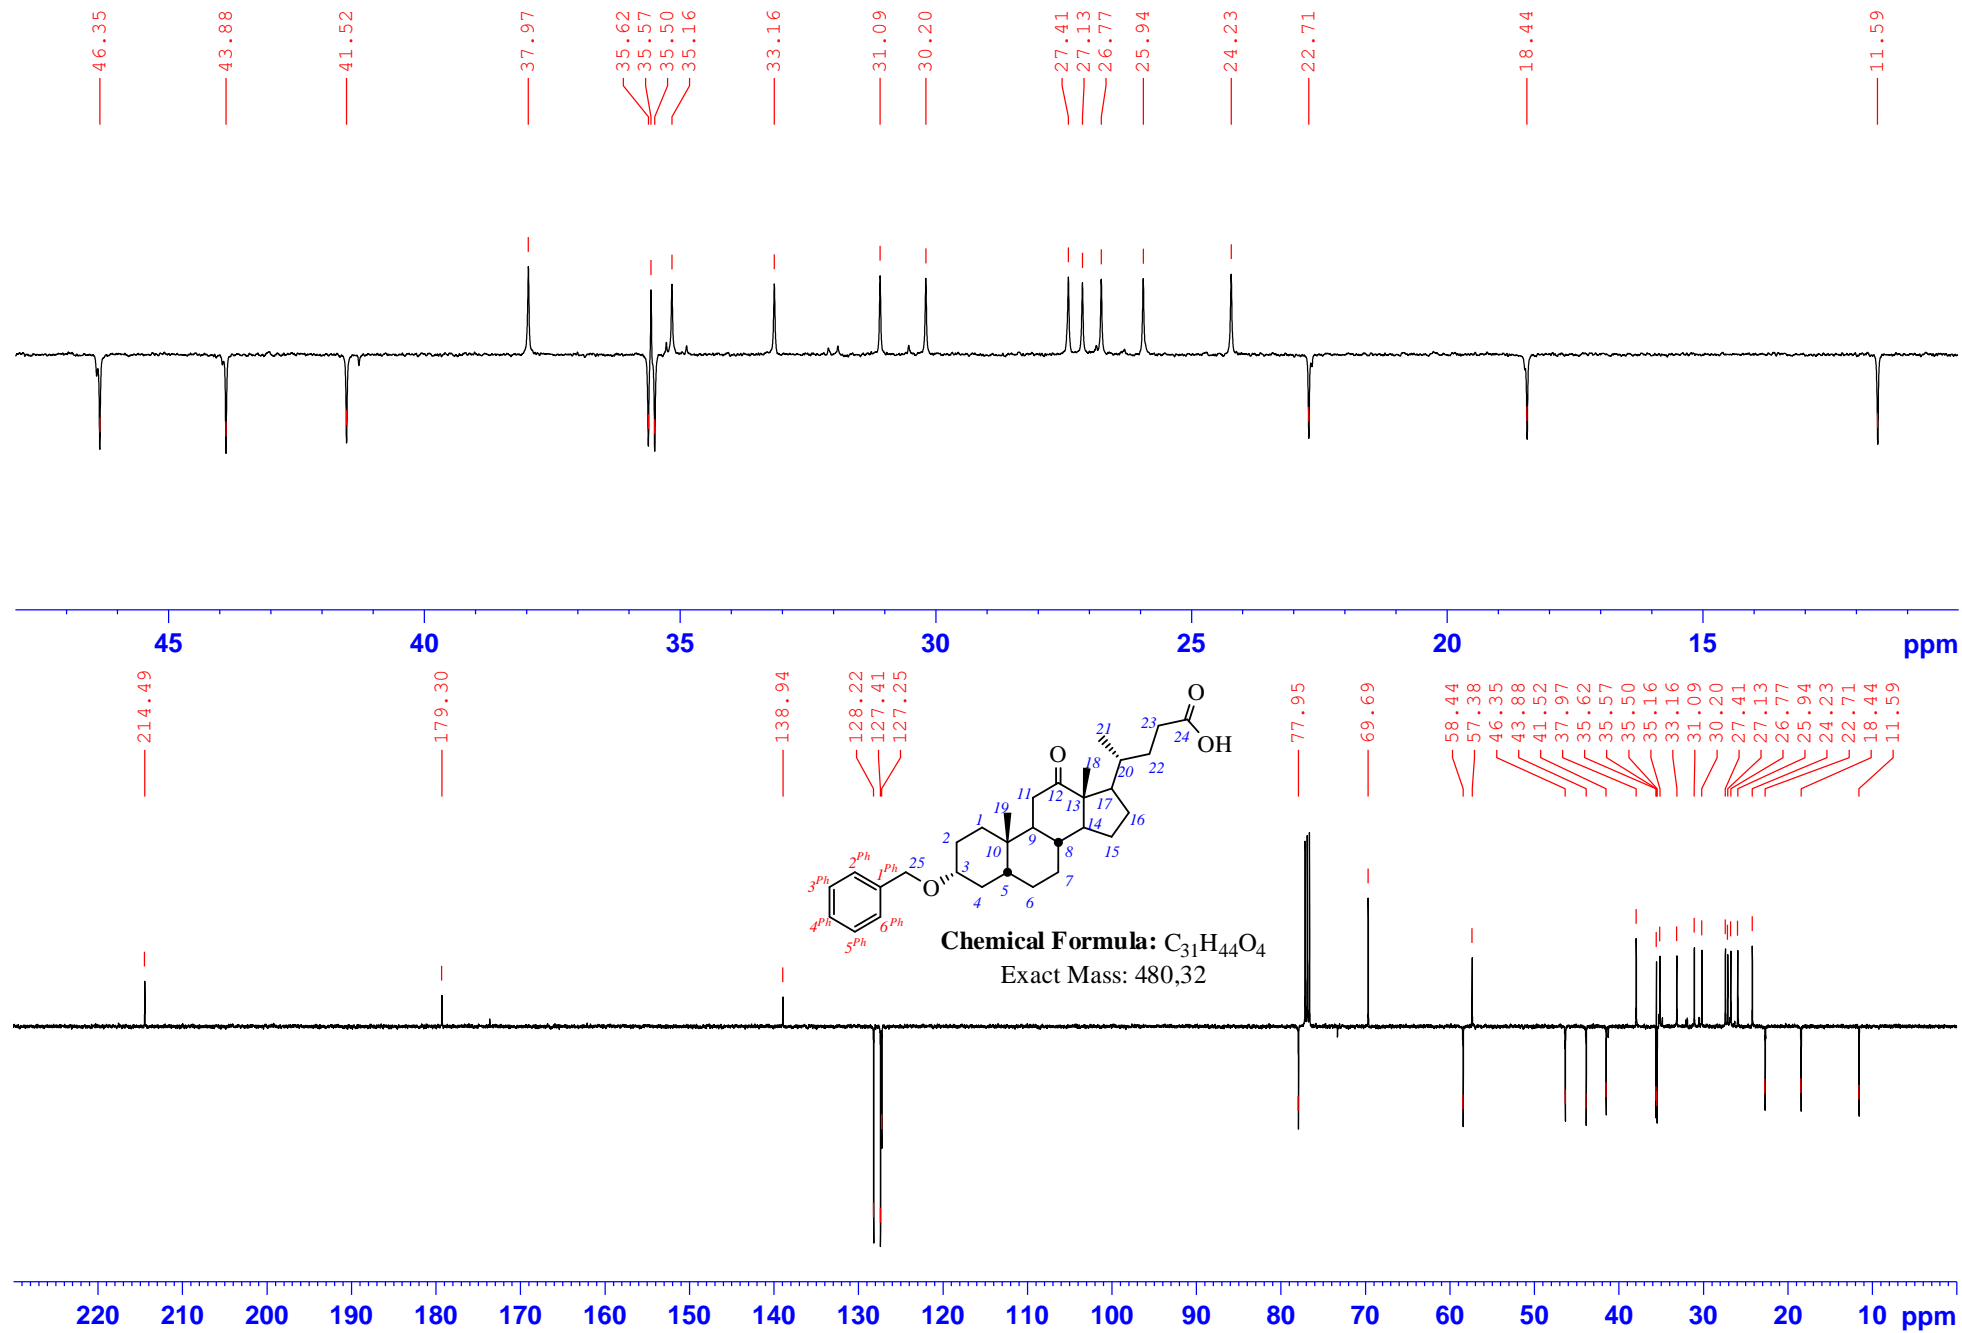 46.35 43.88 41.52 37.97 35.62 35.57 35.50 35.16 33.16 31.09 30.20 27.41 27.13 26.77 25.94 24.23 22.71 18.44 11.59
45 40 35 30 25 20 15 ppm
214.49 179.30 138.94 128.22 127.41 127.25 77.95 69.69 58.44 57.38 46.35 43.88 41.52 37.97 35.62 35.57 35.50 35.16 33.16 31.09 30.20 27.41 27.13 26.77 25.94 24.23 22.71 18.44 11.59
O
21 23 24 OH
O 18 20 22
11 12 13 17
19 16
1 14
2 10 9 8 15
2Ph 25 3 7
3Ph 1Ph O 5
4Ph 6Ph 4 6
5Ph
Chemical Formula: C31H44O4
Exact Mass: 480,32
220 210 200 190 180 170 160 150 140 130 120 110 100 90 80 70 60 50 40 30 20 10 ppm